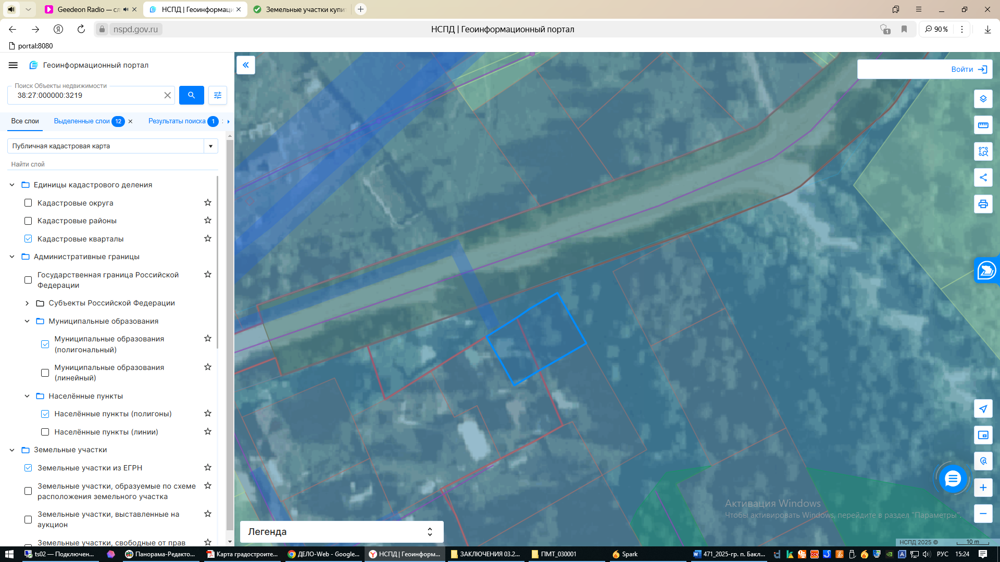 Geedeon Radio — сл
НСПД | Геоинформаци
Земельные участки купит
nspd.gov.ru
НСПД | Геоинформационный портал
1
90 %
portal:8080
Геоинформационный портал
Войти
Поиск Объекты недвижимости
38:27:000000:3219
Все слои
Выделенные слои 12
Результаты поиска 1
Публичная кадастровая карта
Найти слой
Единицы кадастрового деления
Кадастровые округа
Кадастровые районы
Кадастровые кварталы
Административные границы
Государственная граница Российской
Федерации
Субъекты Российской Федерации
Муниципальные образования
Муниципальные образования
(полигональный)
Муниципальные образования
(линейный)
Населённые пункты
Населённые пункты (полигоны)
Населённые пункты (линии)
Земельные участки
Земельные участки из ЕГРН
Земельные участки, образуемые по схеме
расположения земельного участка
Земельные участки, выставленные на
аукцион
Земельные участки, свободные от прав
Легенда
Активация Windows
Чтобы активировать Windows, перейдите в раздел "Параметры".
НСПД 2025 ©
10 m
ts02 — Подключен...
Панорама-Редакто...
Карта градостроите...
ДЕЛО-Web - Google...
НСПД | Геоинформ...
ЗАКЛЮЧЕНИЯ 03.2...
ПМТ_030001
Spark
471_2025-гр. п. Бакл...
РУС
15:24